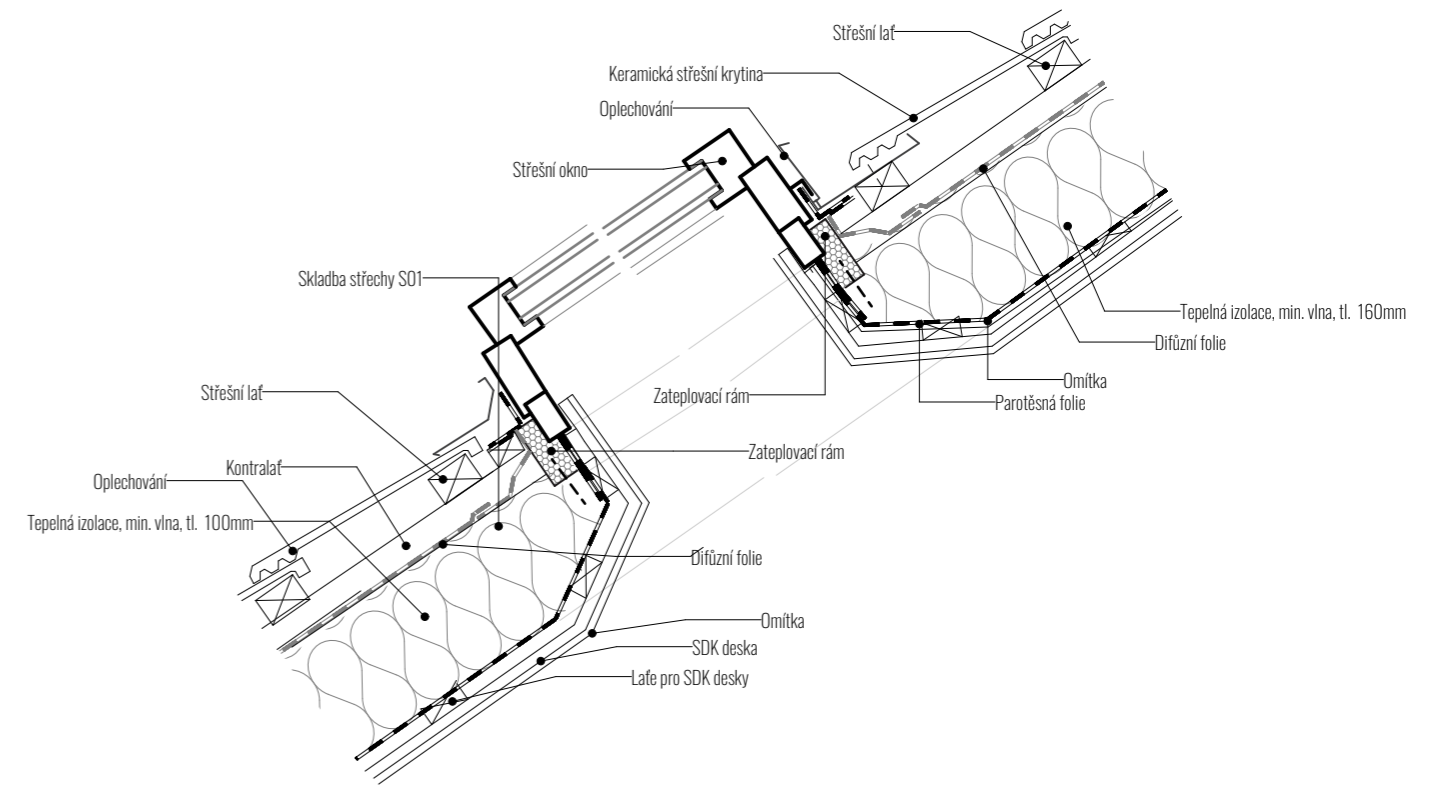 Střešní lať
Keramická střešní krytina
Oplechování
Střešní okno
Skladba střechy S01
Tepelná izolace, min. vlna, tl. 160mm
Difůzní folie
Omítka
Parotěsná folie
Zateplovací rám
Střešní lať
Zateplovací rám
Kontralať
Oplechování
Tepelná izolace, min. vlna, tl. 100mm
Difůzní folie
Omítka
SDK deska
Laťe pro SDK desky